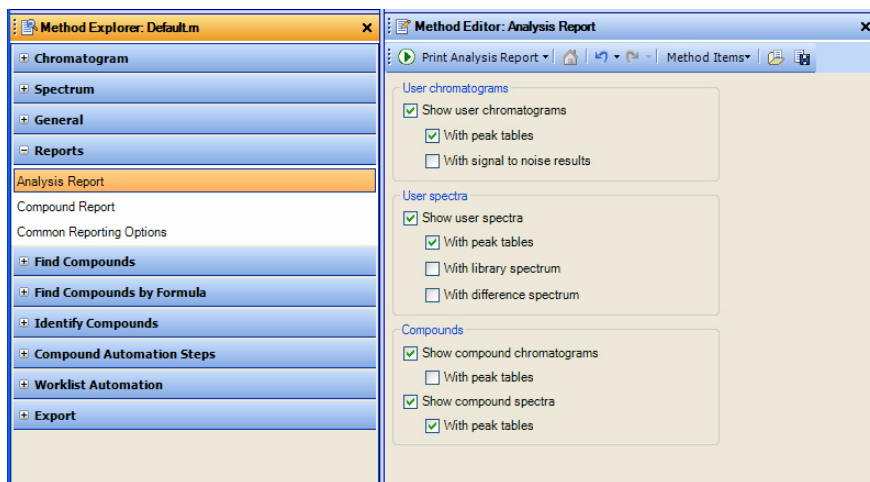 Method Explorer: Default.m
Chromatogram
Spectrum
General
Reports
Analysis Report
Compound Report
Common Reporting Options
Find Compounds
Find Compounds by Formula
Identify Compounds
Compound Automation Steps
Worklist Automation
Export
Method Editor: Analysis Report
Print Analysis Report Method Items
User chromatograms
Show user chromatograms
With peak tables
With signal to noise results
User spectra
Show user spectra
With peak tables
With library spectrum
With difference spectrum
Compounds
Show compound chromatograms
With peak tables
Show compound spectra
With peak tables